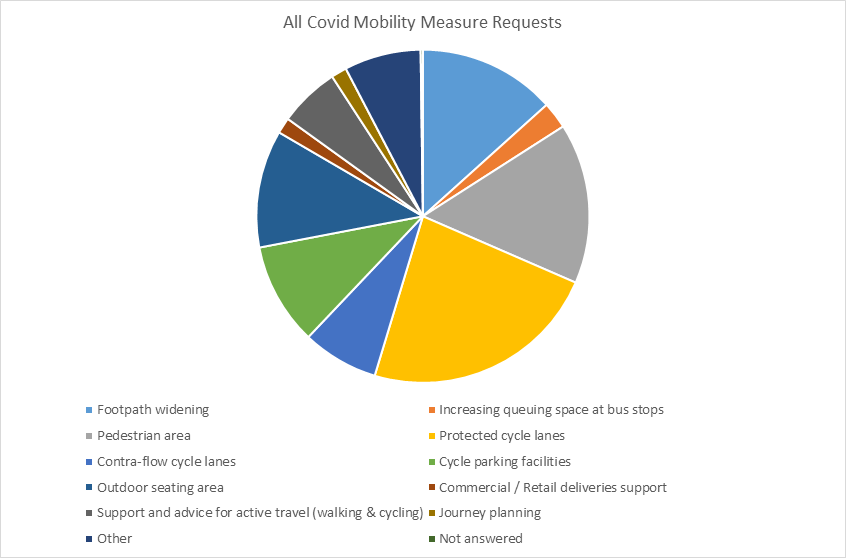 All Covid Mobility Measure Requests
Footpath widening
Increasing queuing space at bus stops
Pedestrian area
Protected cycle lanes
Contra-flow cycle lanes
Cycle parking facilities
Outdoor seating area
Commercial / Retail deliveries support
Support and advice for active travel (walking & cycling)
Journey planning
Other
Not answered